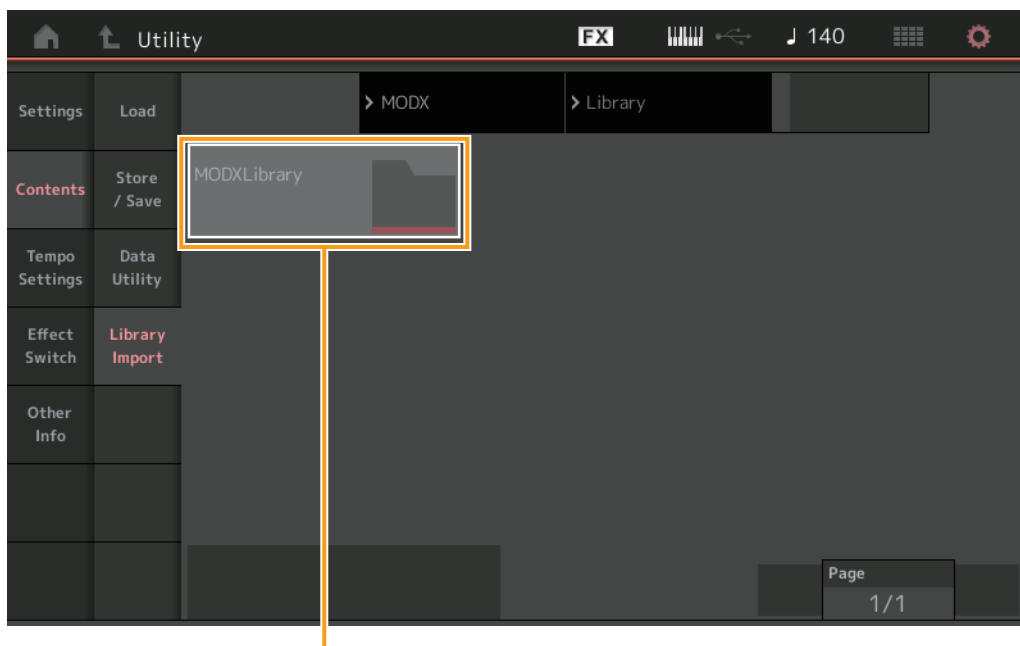 Utility
FX
♩ 140
Settings
Load
> MODX
> Library
Contents
Store
/ Save
MODXLibrary
Tempo
Settings
Data
Utility
Effect
Switch
Library
Import
Other
Info
Page
1/1